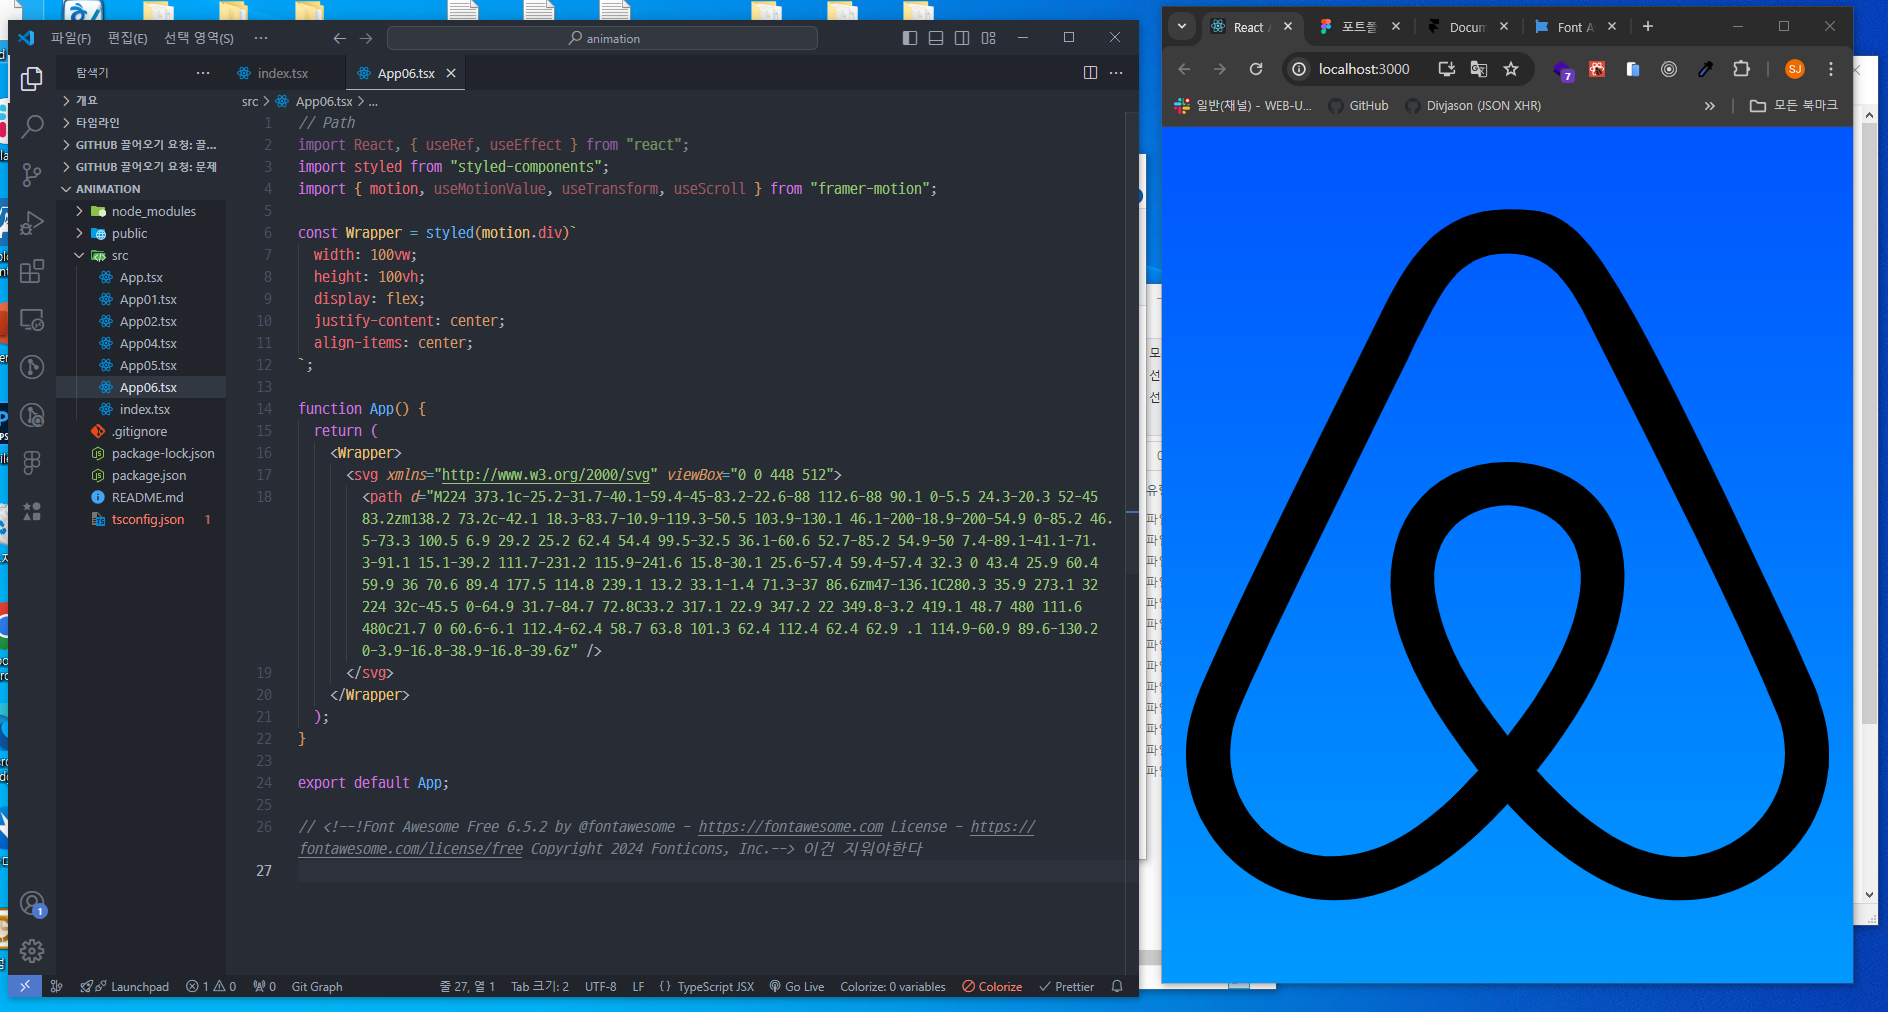 파일(F) 편집(E) 선택 영역(S) ··· animation
탐색기 ···
개요
타임라인
GITHUB 끌어오기 요청: 끌...
GITHUB 끌어오기 요청: 문제
ANIMATION
node_modules
public
src
App.tsx
App01.tsx
App02.tsx
App04.tsx
App05.tsx
App06.tsx
index.tsx
.gitignore
package-lock.json
package.json
README.md
tsconfig.json 1
index.tsx App06.tsx
src > App06.tsx > ...
1 // Path
2 import React, { useRef, useEffect } from "react";
3 import styled from "styled-components";
4 import { motion, useMotionValue, useTransform, useScroll } from "framer-motion";
5
6 const Wrapper = styled(motion.div)`
7 width: 100vw;
8 height: 100vh;
9 display: flex;
10 justify-content: center;
11 align-items: center;
12 `;
13
14 function App() {
15 return (
16 <Wrapper>
17 <svg xmlns="http://www.w3.org/2000/svg" viewBox="0 0 448 512">
18 <path d="M224 373.1c-25.2-31.7-40.1-59.4-45-83.2-22.6-88 112.6-88 90.1 0-5.5 24.3-20.3 52-45
83.2zm138.2 73.2c-42.1 18.3-83.7-10.9-119.3-50.5 103.9-130.1 46.1-200-18.9-200-54.9 0-85.2 46.
5-73.3 100.5 6.9 29.2 25.2 62.4 54.4 99.5-32.5 36.1-60.6 52.7-85.2 54.9-50 7.4-89.1-41.1-71.
3-91.1 15.1-39.2 111.7-231.2 115.9-241.6 15.8-30.1 25.6-57.4 59.4-57.4 32.3 0 43.4 25.9 60.4
59.9 36 70.6 89.4 177.5 114.8 239.1 13.2 33.1-1.4 71.3-37 86.6zm47-136.1C280.3 35.9 273.1 32
224 32c-45.5 0-64.9 31.7-84.7 72.8C33.2 317.1 22.9 347.2 22 349.8-3.2 419.1 48.7 480 111.6
480c21.7 0 60.6-6.1 112.4-62.4 58.7 63.8 101.3 62.4 112.4 62.4 62.9 .1 114.9-60.9 89.6-130.2
0-3.9-16.8-38.9-16.8-39.6z" />
19 </svg>
20 </Wrapper>
21 );
22 }
23
24 export default App;
25
26 // <!--!Font Awesome Free 6.5.2 by @fontawesome - https://fontawesome.com License - https://
fontawesome.com/license/free Copyright 2024 Fonticons, Inc.--> 이건 지워야한다
27
1
Launchpad 1 0 0 Git Graph 줄 27, 열 1 Tab 크기: 2 UTF-8 LF {} TypeScript JSX Go Live Colorize: 0 variables Colorize Prettier
React 포트폴 Docum Font A
localhost:3000 7 SJ
일반(채널) - WEB-U... GitHub Divjason (JSON XHR) » 모든 북마크